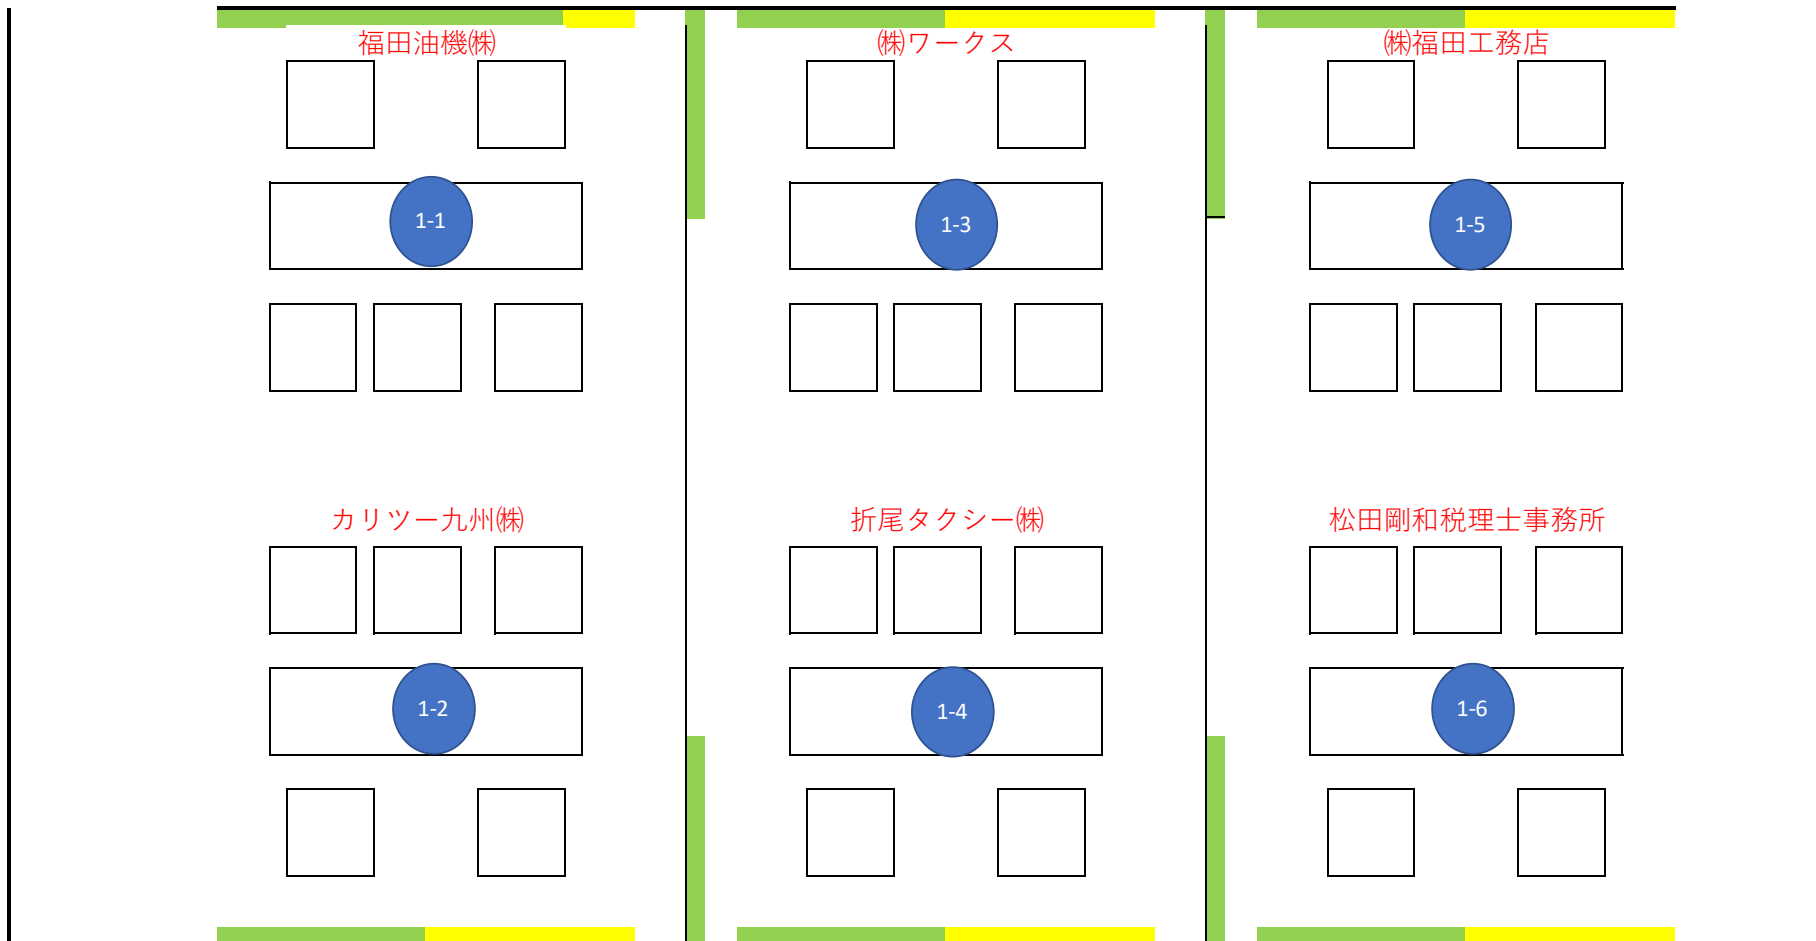 福田油機㈱
㈱ワークス
㈱福田工務店
1-1
1-3
1-5
カリツー九州㈱
折尾タクシー㈱
松田剛和税理士事務所
1-2
1-4
1-6